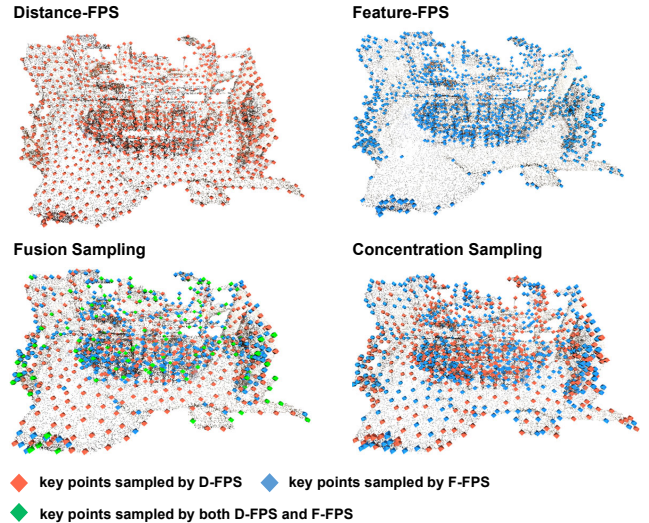 Distance-FPS
Feature-FPS
Fusion Sampling
Concentration Sampling
key points sampled by D-FPS
key points sampled by F-FPS
key points sampled by both D-FPS and F-FPS